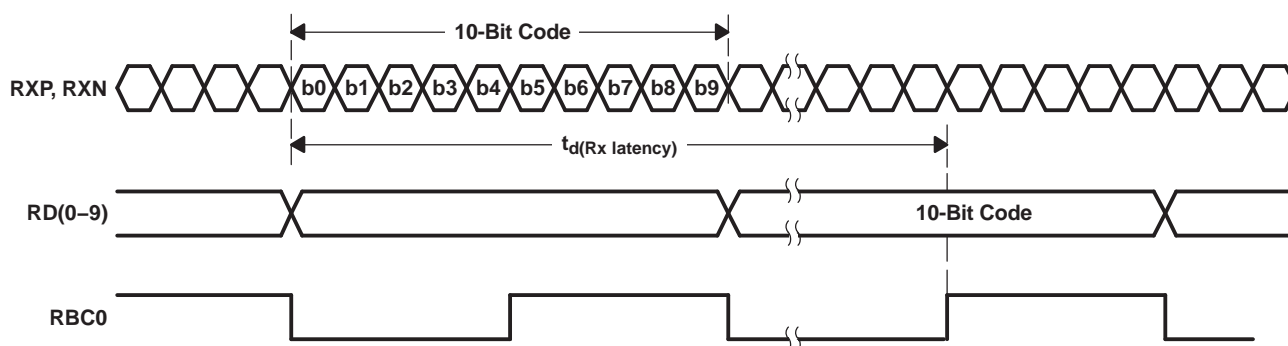 10-Bit Code
RXP, RXN b0 b1 b2 b3 b4 b5 b6 b7 b8 b9
td(Rx latency)
RD(0–9) 10-Bit Code
RBC0